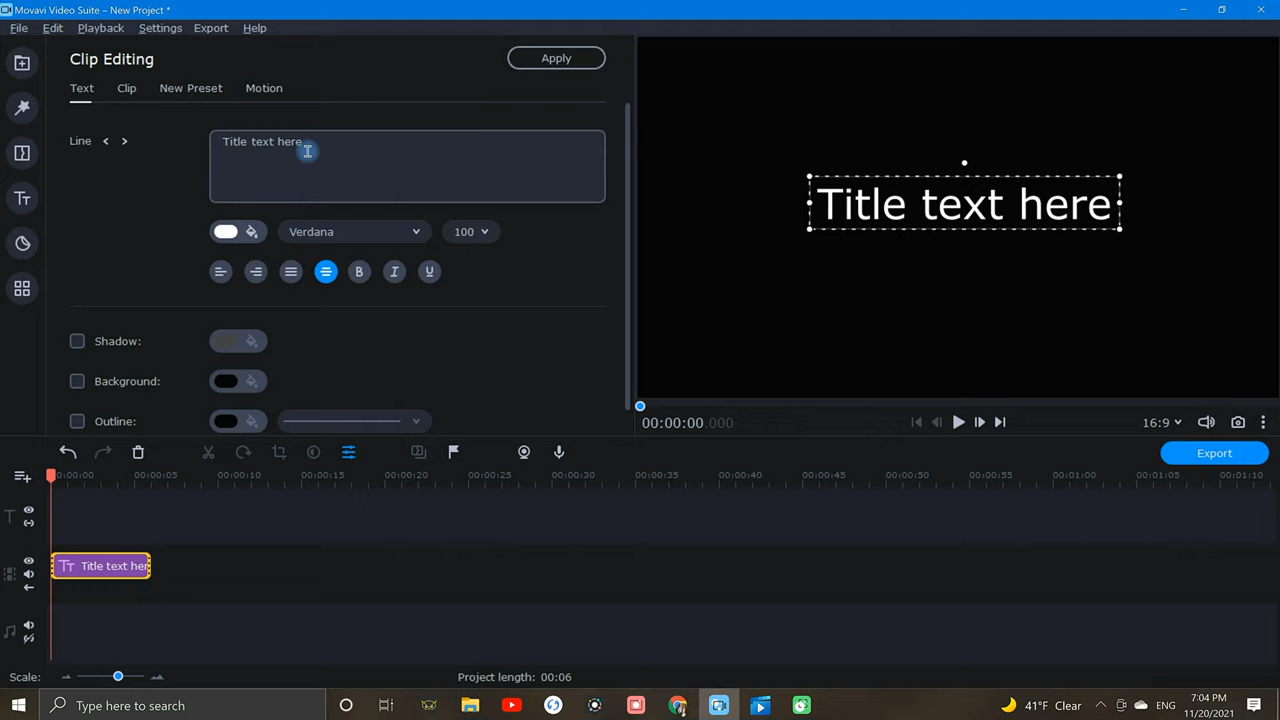 Movavi Video Suite – New Project *
File Edit Playback Settings Export Help
Clip Editing
Apply
Text Clip New Preset Motion
Line
Title text here
Verdana
100
B I U
Shadow:
Background:
Outline:
Title text here
00:00:00.000
16:9
Export
0:00:00 00:00:05 00:00:10 00:00:15 00:00:20 00:00:25 00:00:30 00:00:35 00:00:40 00:00:45 00:00:50 00:00:55 00:01:00 00:01:05 00:01:10
T
Tт Title text her
Scale:
Project length: 00:06
Type here to search
41°F Clear
ENG
7:04 PM
11/20/2021